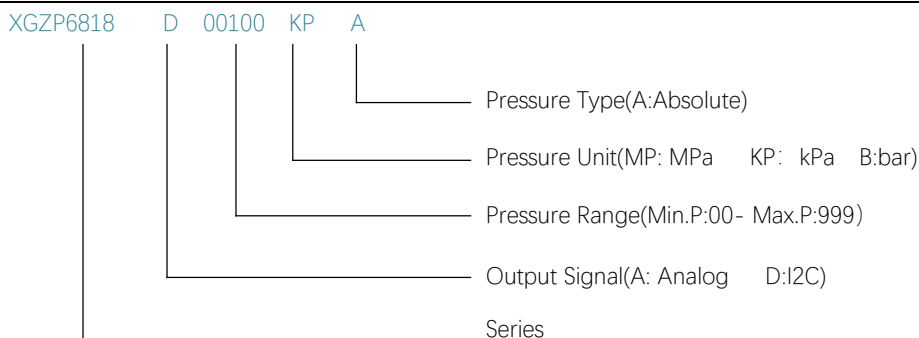 XGZP6818 D 00100 KP A
Pressure Type(A:Absolute)
Pressure Unit(MP: MPa KP： kPa B:bar)
Pressure Range(Min.P:00- Max.P:999）
Output Signal(A: Analog D:I2C)
Series